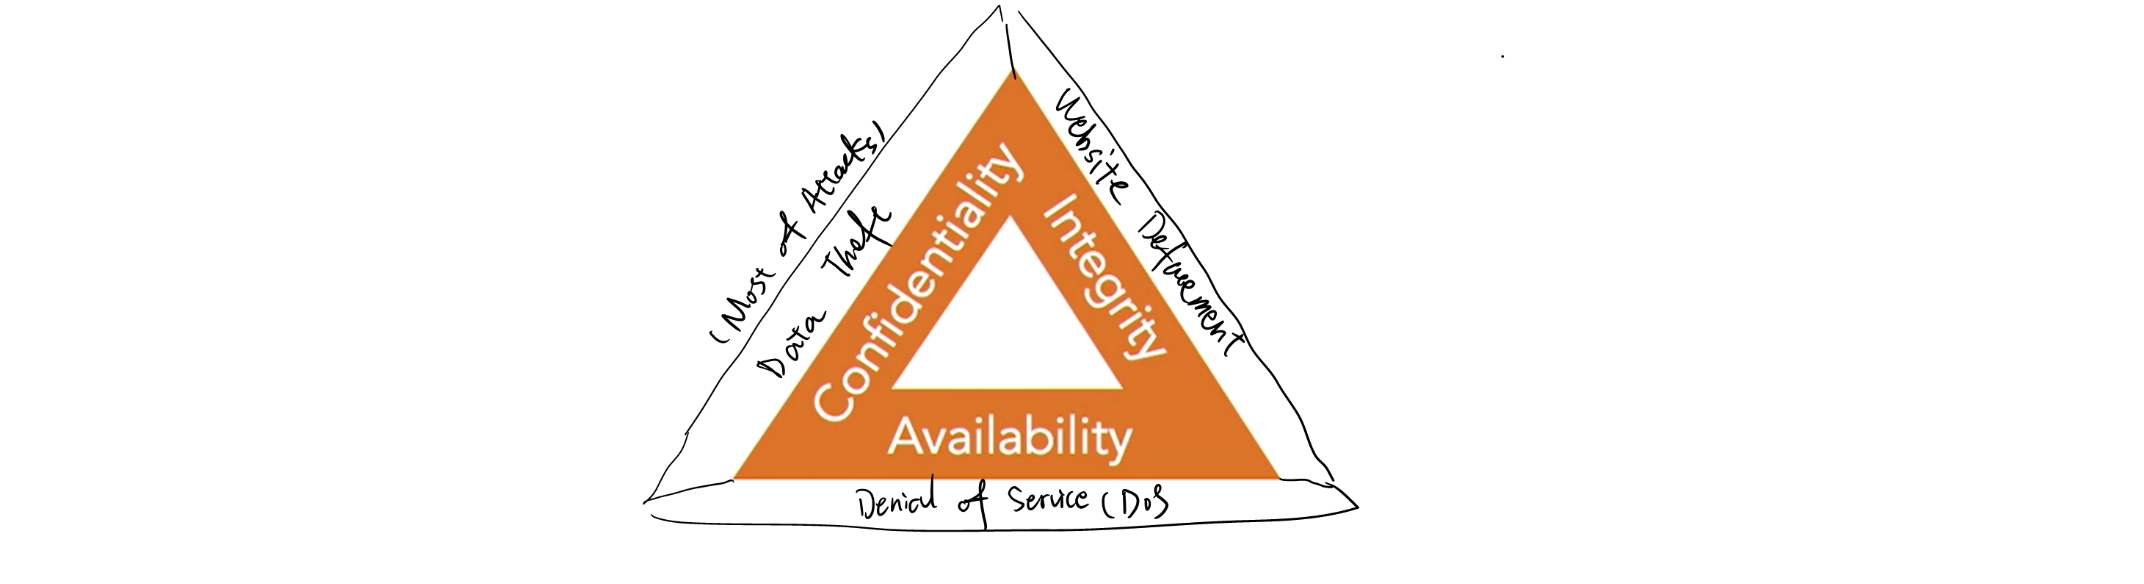 (Most of Attacks)
Data Theft
Confidentiality
Website Defacement
Integrity
Availability
Denial of Service (DoS